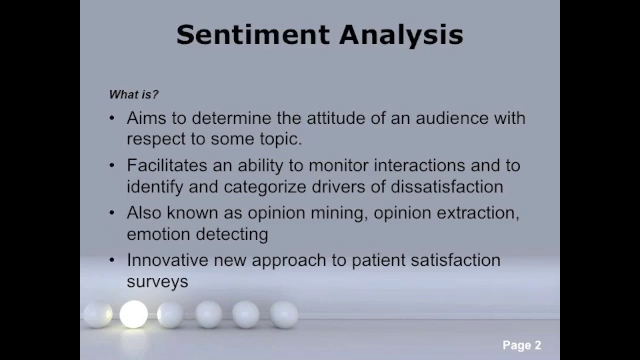 Sentiment Analysis
What is?
• Aims to determine the attitude of an audience with
respect to some topic.
• Facilitates an ability to monitor interactions and to
identify and categorize drivers of dissatisfaction
• Also known as opinion mining, opinion extraction,
emotion detecting
• Innovative new approach to patient satisfaction
surveys
Page 2